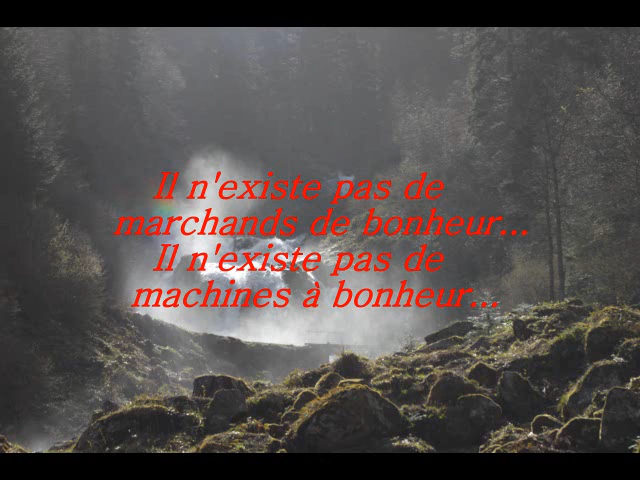 Il n'existe pas de
marchands de bonheur...
Il n'existe pas de
machines à bonheur...